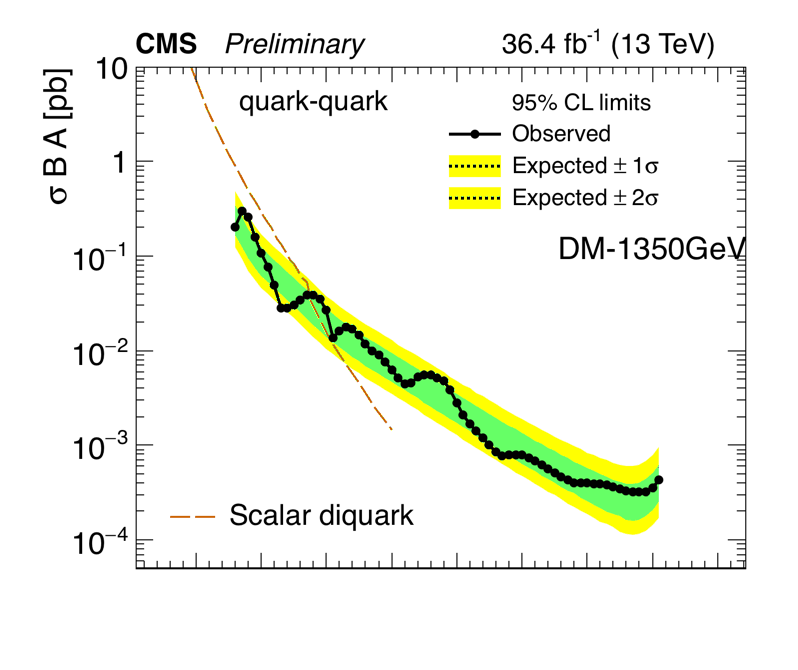 CMS Preliminary 36.4 fb⁻¹ (13 TeV)
σ B A [pb]
10
1
10⁻¹
10⁻²
10⁻³
10⁻⁴
quark-quark
95% CL limits
Observed
Expected ± 1σ
Expected ± 2σ
DM-1350GeV
Scalar diquark